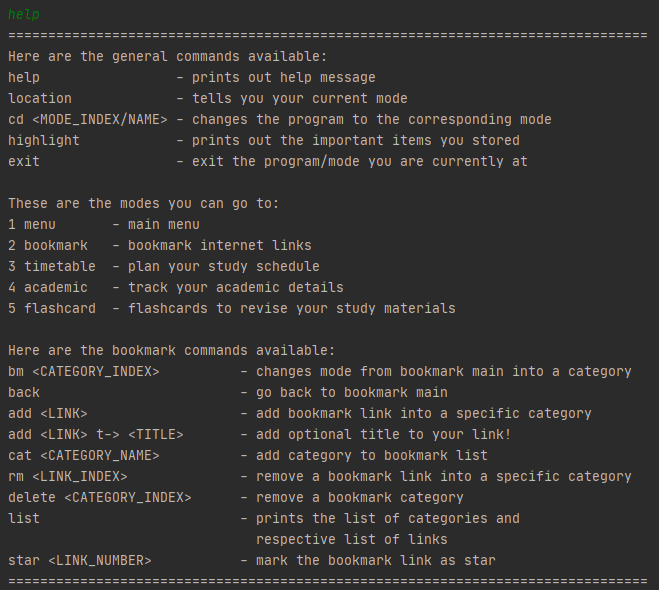 help
================================================================================
Here are the general commands available:
help                 - prints out help message
location             - tells you your current mode
cd <MODE_INDEX/NAME> - changes the program to the corresponding mode
highlight            - prints out the important items you stored
exit                 - exit the program/mode you are currently at

These are the modes you can go to:
1 menu       - main menu
2 bookmark   - bookmark internet links
3 timetable  - plan your study schedule
4 academic   - track your academic details
5 flashcard  - flashcards to revise your study materials

Here are the bookmark commands available:
bm <CATEGORY_INDEX>          - changes mode from bookmark main into a category
back                         - go back to bookmark main
add <LINK>                   - add bookmark link into a specific category
add <LINK> t-> <TITLE>       - add optional title to your link!
cat <CATEGORY_NAME>          - add category to bookmark list
rm <LINK_INDEX>              - remove a bookmark link into a specific category
delete <CATEGORY_INDEX>      - remove a bookmark category
list                         - prints the list of categories and
                               respective list of links
star <LINK_NUMBER>           - mark the bookmark link as star
================================================================================